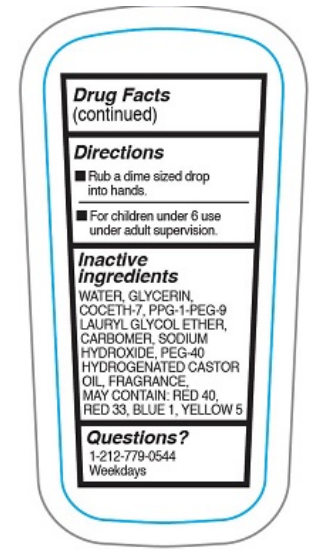 Drug Facts
(continued)
Directions
■ Rub a dime sized drop
into hands.
■ For children under 6 use
under adult supervision.
Inactive
ingredients
WATER, GLYCERIN,
COCETH-7, PPG-1-PEG-9
LAURYL GLYCOL ETHER,
CARBOMER, SODIUM
HYDROXIDE, PEG-40
HYDROGENATED CASTOR
OIL, FRAGRANCE,
MAY CONTAIN: RED 40,
RED 33, BLUE 1, YELLOW 5
Questions?
1-212-779-0544
Weekdays